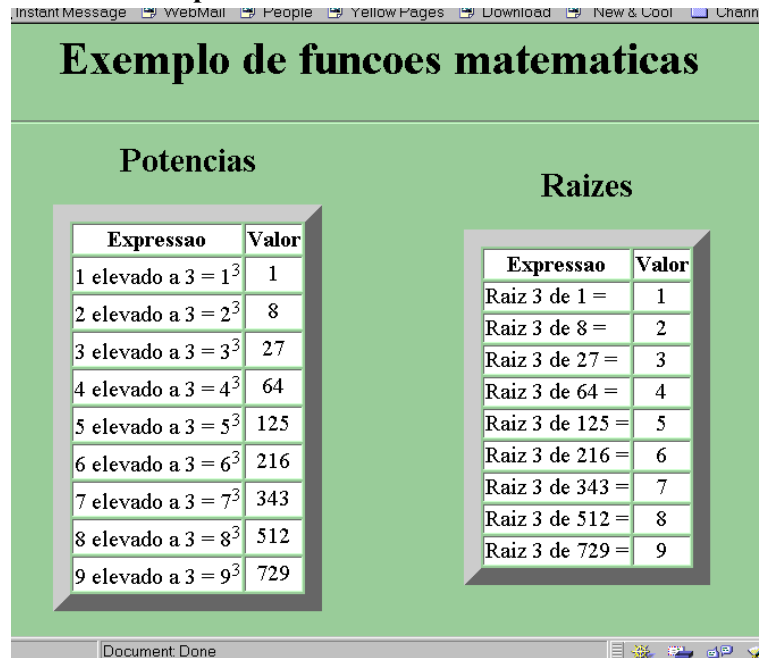 Instant Message WebMail People Yellow Pages Download New & Cool Chann
Exemplo de funcoes matematicas
Potencias
Expressao Valor
1 elevado a 3 = 1³ 1
2 elevado a 3 = 2³ 8
3 elevado a 3 = 3³ 27
4 elevado a 3 = 4³ 64
5 elevado a 3 = 5³ 125
6 elevado a 3 = 6³ 216
7 elevado a 3 = 7³ 343
8 elevado a 3 = 8³ 512
9 elevado a 3 = 9³ 729
Raizes
Expressao Valor
Raiz 3 de 1 = 1
Raiz 3 de 8 = 2
Raiz 3 de 27 = 3
Raiz 3 de 64 = 4
Raiz 3 de 125 = 5
Raiz 3 de 216 = 6
Raiz 3 de 343 = 7
Raiz 3 de 512 = 8
Raiz 3 de 729 = 9
Document: Done